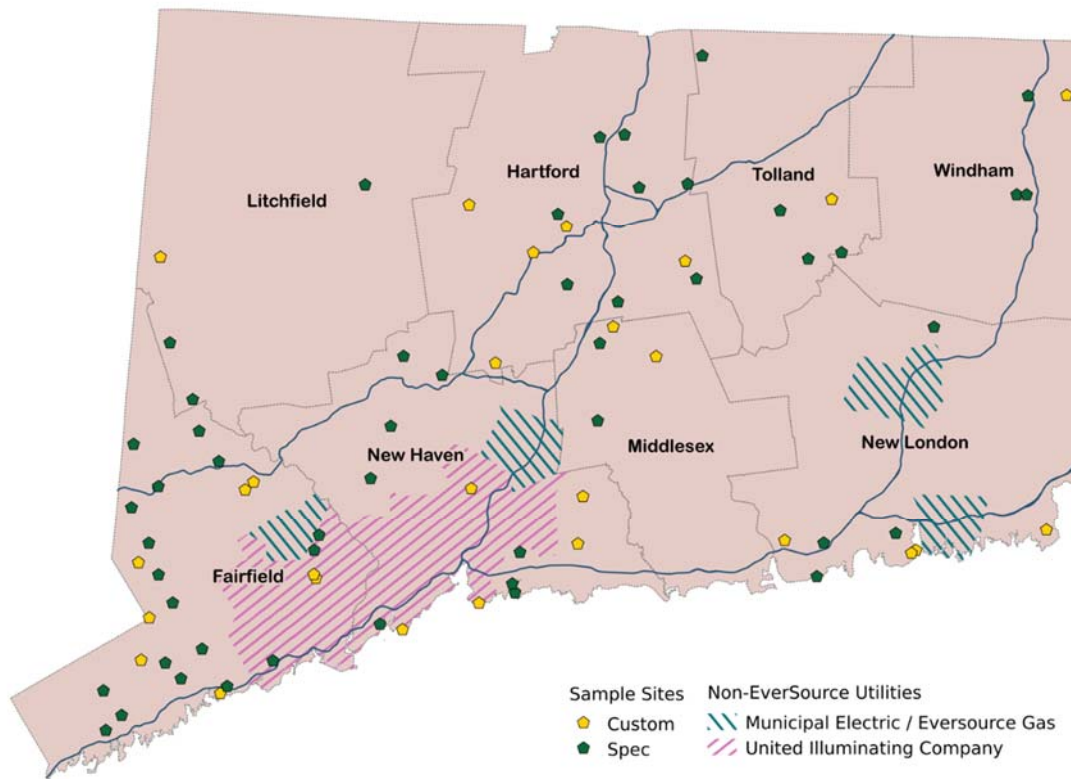 Hartford
Tolland
Windham
Litchfield
New Haven
Middlesex
New London
Fairfield
Sample Sites
Custom
Spec
Non-EverSource Utilities
Municipal Electric / Eversource Gas
United Illuminating Company